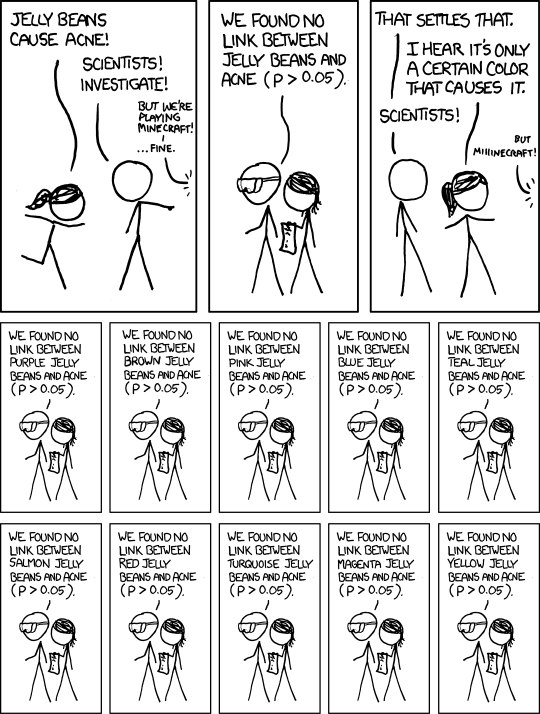 JELLY BEANS
CAUSE ACNE!
SCIENTISTS!
INVESTIGATE!
BUT WE'RE
PLAYING
MINECRAFT!
...FINE.
WE FOUND NO
LINK BETWEEN
JELLY BEANS AND
ACNE (P > 0.05).
THAT SETTLES THAT.
I HEAR IT'S ONLY
A CERTAIN COLOR
THAT CAUSES IT.
SCIENTISTS!
BUT
MIIIINECRAFT!
WE FOUND NO
LINK BETWEEN
PURPLE JELLY
BEANS AND ACNE
(P > 0.05).
WE FOUND NO
LINK BETWEEN
BROWN JELLY
BEANS AND ACNE
(P > 0.05).
WE FOUND NO
LINK BETWEEN
PINK JELLY
BEANS AND ACNE
(P > 0.05).
WE FOUND NO
LINK BETWEEN
BLUE JELLY
BEANS AND ACNE
(P > 0.05).
WE FOUND NO
LINK BETWEEN
TEAL JELLY
BEANS AND ACNE
(P > 0.05).
WE FOUND NO
LINK BETWEEN
SALMON JELLY
BEANS AND ACNE
(P > 0.05).
WE FOUND NO
LINK BETWEEN
RED JELLY
BEANS AND ACNE
(P > 0.05).
WE FOUND NO
LINK BETWEEN
TURQUOISE JELLY
BEANS AND ACNE
(P > 0.05).
WE FOUND NO
LINK BETWEEN
MAGENTA JELLY
BEANS AND ACNE
(P > 0.05).
WE FOUND NO
LINK BETWEEN
YELLOW JELLY
BEANS AND ACNE
(P > 0.05).